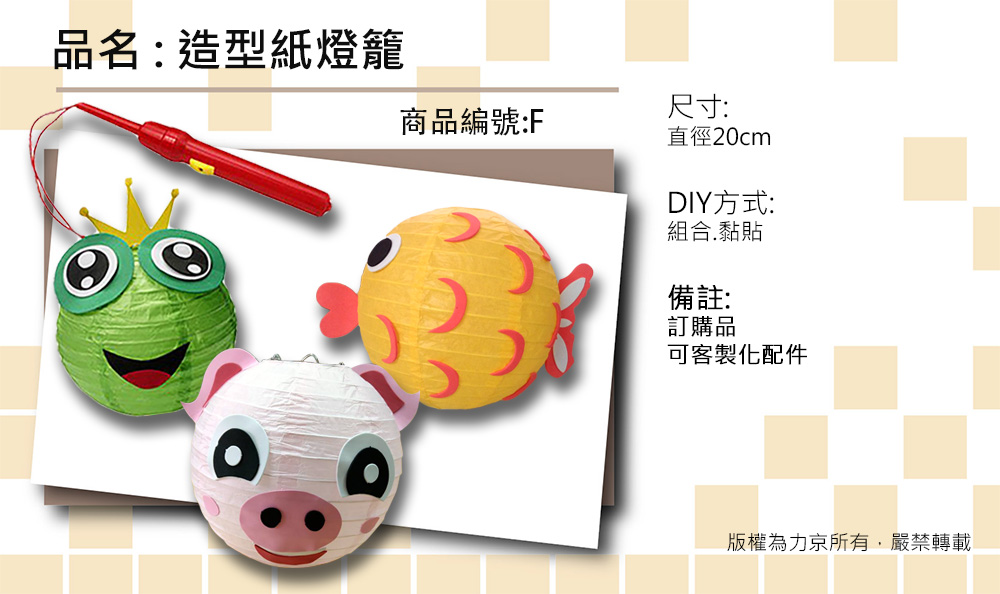 品名 : 造型紙燈籠
商品編號:F
尺寸:
直徑20cm
DIY方式:
組合.黏貼
備註:
訂購品
可客製化配件
版權為力京所有，嚴禁轉載